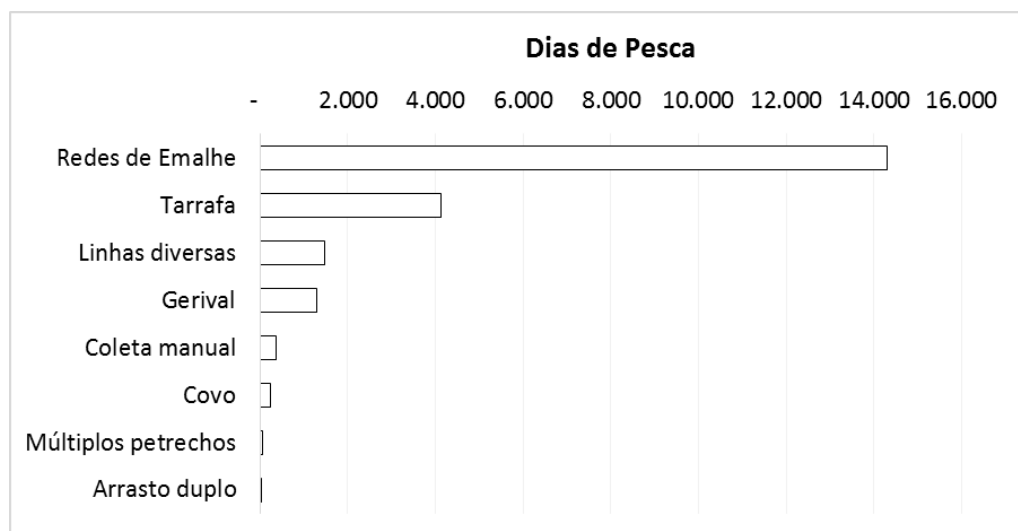 Dias de Pesca
- 2.000 4.000 6.000 8.000 10.000 12.000 14.000 16.000
Redes de Emalhe
Tarrafa
Linhas diversas
Gerival
Coleta manual
Covo
Múltiplos petrechos
Arrasto duplo